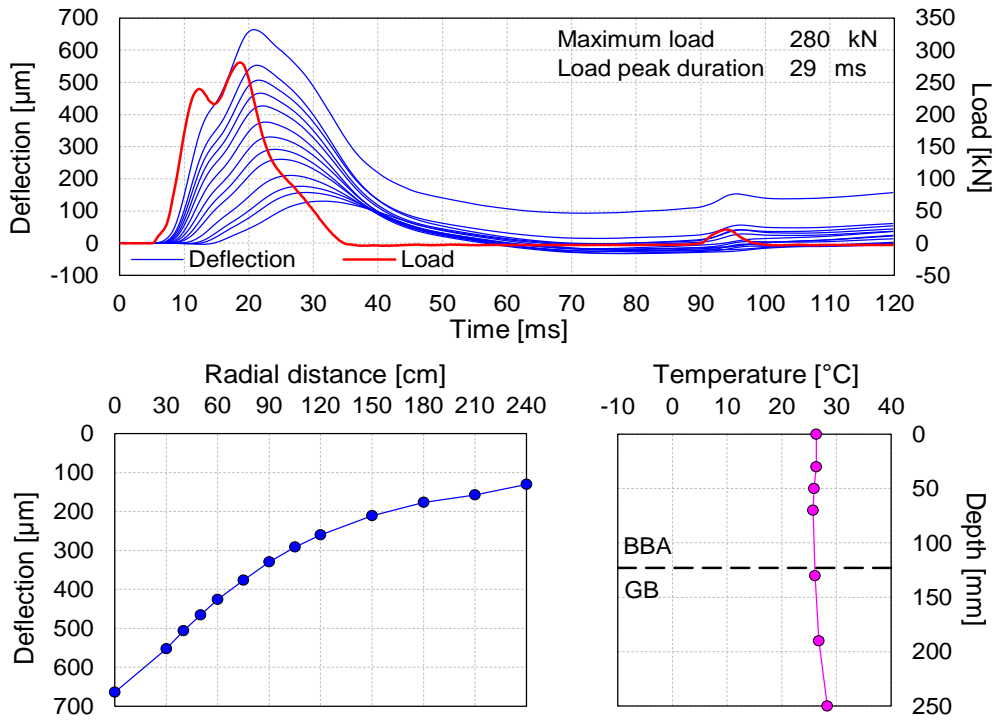 700 350
600 300
500 250
400 200
300 150
200 100
100 50
0 0
-100 -50
Deflection [µm]
Load [kN]
Maximum load 280 kN
Load peak duration 29 ms
Deflection Load
0 10 20 30 40 50 60 70 80 90 100 110 120
Time [ms]
Radial distance [cm]
0 30 60 90 120 150 180 210 240
0
100
200
300
400
500
600
700
Deflection [µm]
Temperature [°C]
-10 0 10 20 30 40
0
50
100
150
200
250
Depth [mm]
BBA
GB